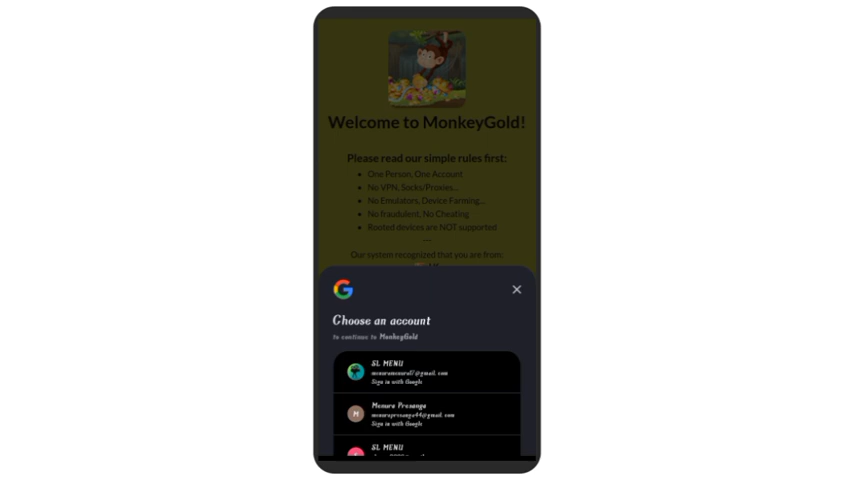 Welcome to MonkeyGold!
Please read our simple rules first:
One Person, One Account
No VPN, Socks/Proxies...
No Emulators, Device Farming...
No fraudulent, No Cheating
Rooted devices are NOT supported
Our system recognized that you are from:
Choose an account
to continue to MonkeyGold
SL MENU
Sign in with Google
M
Menura Presanga
Sign in with Google
SL MENU